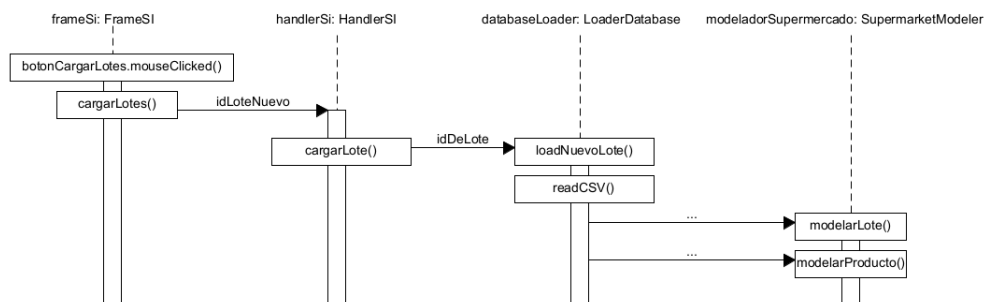 frameSi: FrameSI
handlerSi: HandlerSI
databaseLoader: LoaderDatabase
modeladorSupermercado: SupermarketModeler
botonCargarLotes.mouseClicked()
cargarLotes()
idLoteNuevo
cargarLote()
idDeLote
loadNuevoLote()
readCSV()
...
modelarLote()
...
modelarProducto()